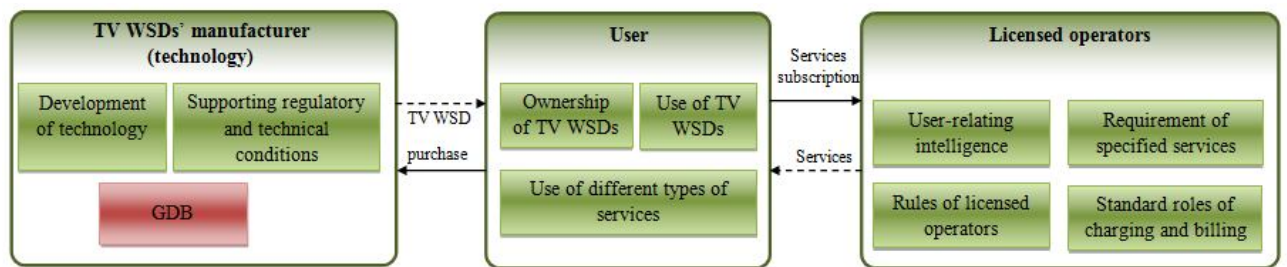 TV WSDs’ manufacturer
(technology)
Development
of technology
Supporting regulatory
and technical
conditions
GDB
TV WSD
purchase
User
Ownership
of TV WSDs
Use of TV
WSDs
Use of different types of
services
Services
subscription
Services
Licensed operators
User-relating
intelligence
Requirement of
specified services
Rules of licensed
operators
Standard roles of
charging and billing